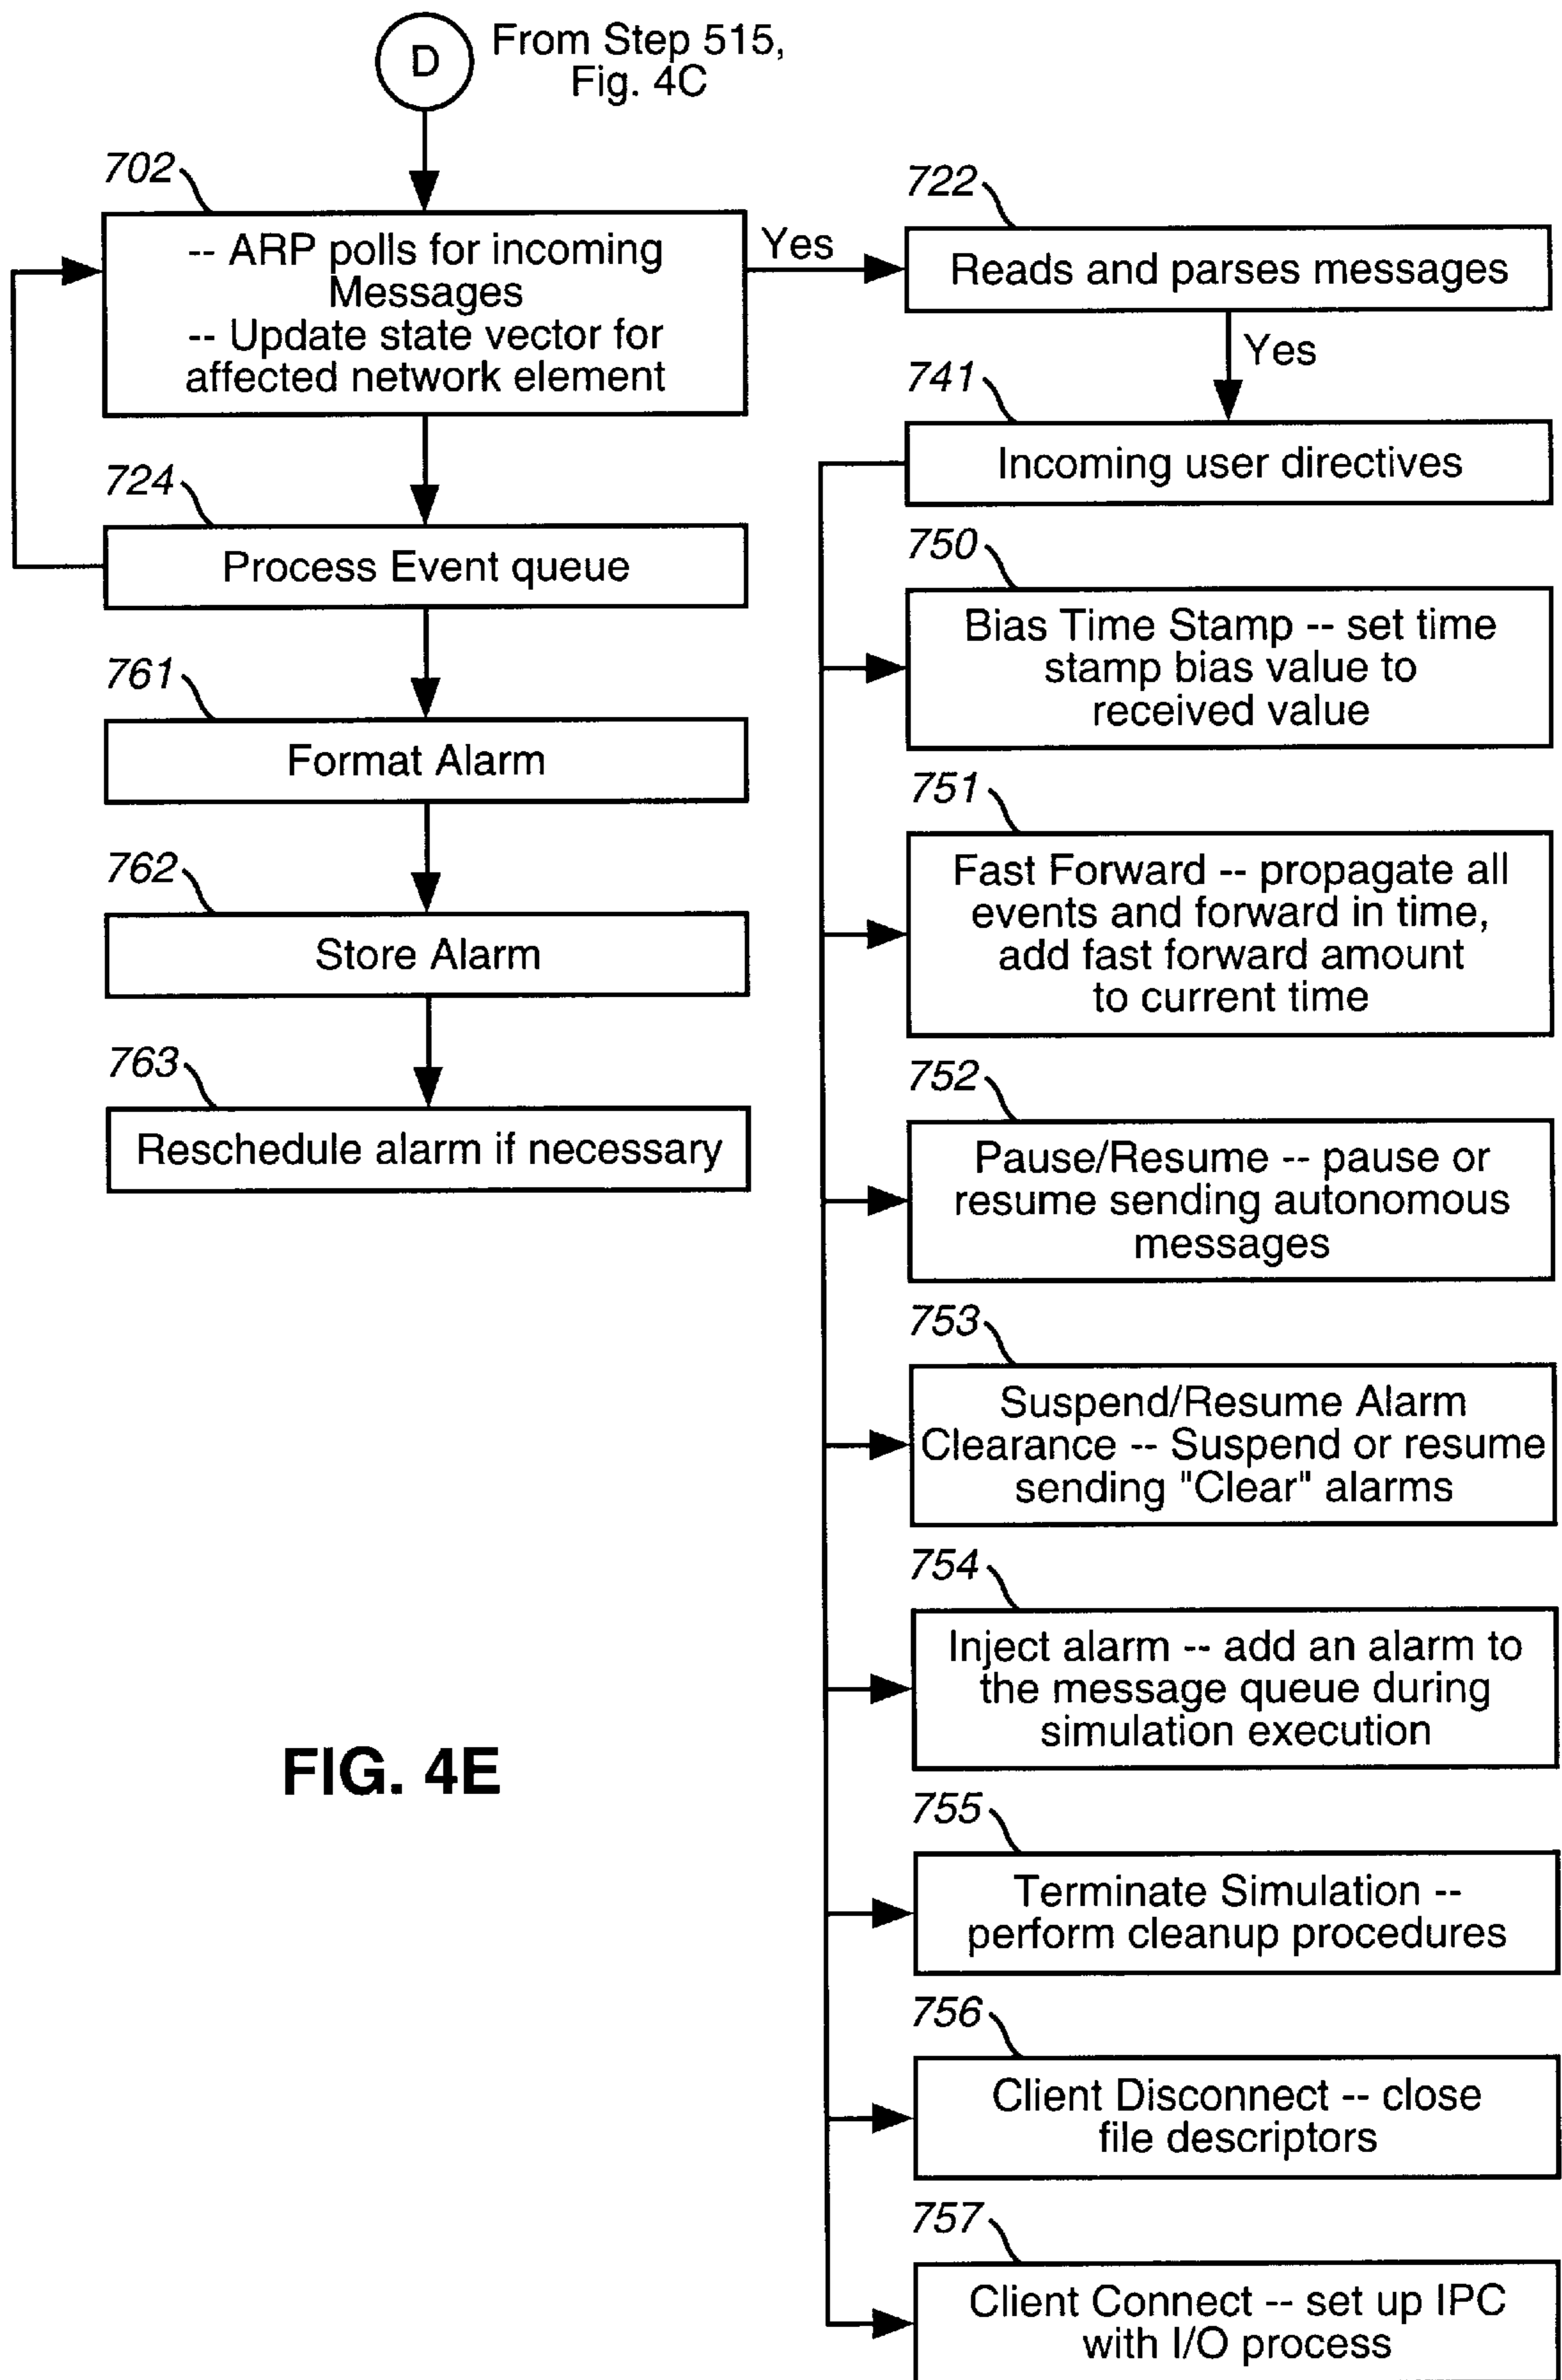 D
From Step 515,
Fig. 4C
702
-- ARP polls for incoming
Messages
-- Update state vector for
affected network element
Yes
722
Reads and parses messages
Yes
741
Incoming user directives
724
Process Event queue
761
Format Alarm
762
Store Alarm
763
Reschedule alarm if necessary
750
Bias Time Stamp -- set time
stamp bias value to
received value
751
Fast Forward -- propagate all
events and forward in time,
add fast forward amount
to current time
752
Pause/Resume -- pause or
resume sending autonomous
messages
753
Suspend/Resume Alarm
Clearance -- Suspend or resume
sending "Clear" alarms
754
Inject alarm -- add an alarm to
the message queue during
simulation execution
755
Terminate Simulation --
perform cleanup procedures
756
Client Disconnect -- close
file descriptors
757
Client Connect -- set up IPC
with I/O process
FIG. 4E